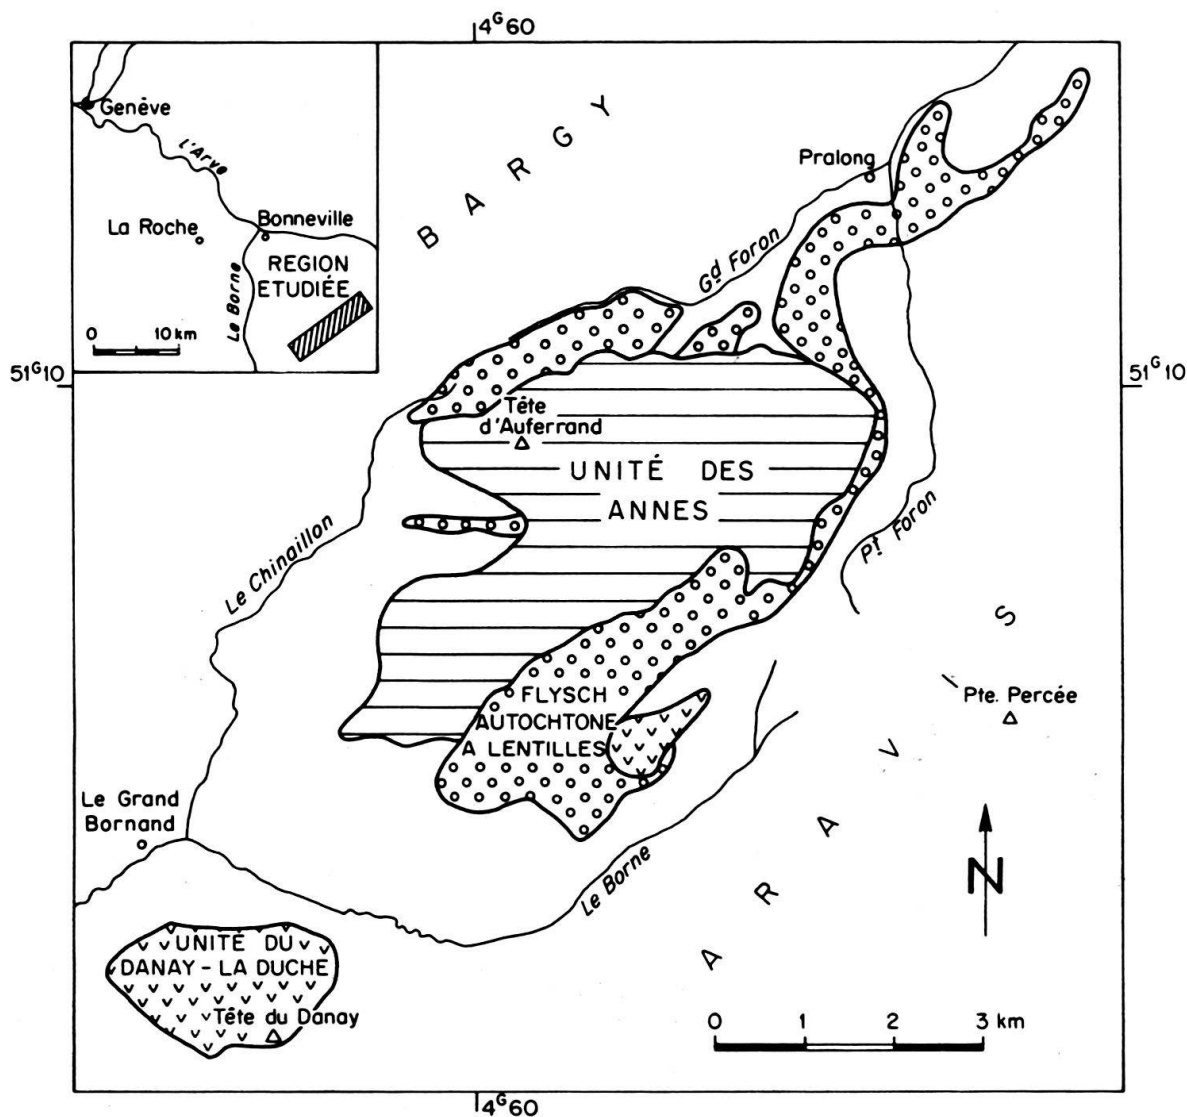 4ᴳ60
Genève
L'Arve
La Roche
Bonneville
REGION
ETUDIÉE
Le Borne
0 10 km
BARGY
Pralong
Gd Foron
51ᴳ10
51ᴳ10
Tête
d'Auferrand
UNITÉ DES
ANNES
Le Chinaillon
Pt Foron
Pte. Percée
FLYSCH
AUTOCHTONE
A LENTILLES
Le Grand
Bornand
Le Borne
ARAVIS
N
UNITÉ DU
DANAY - LA DUCHE
Tête du Danay
0 1 2 3 km
4ᴳ60